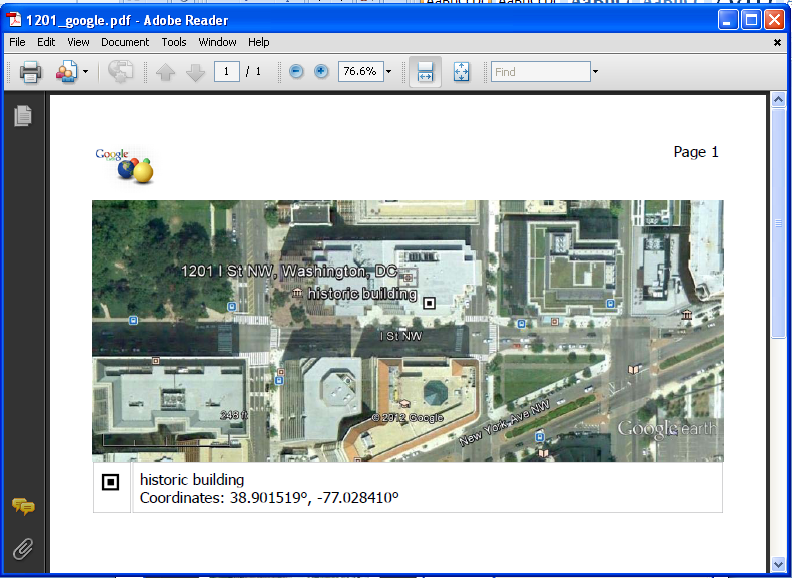 1201_google.pdf - Adobe Reader
File Edit View Document Tools Window Help
1 / 1 76.6% Find
Google
Page 1
1201 I St NW, Washington, DC
historic building
I St NW
243 ft
© 2012 Google
New York Ave NW
Google earth
historic building
Coordinates: 38.901519°, -77.028410°